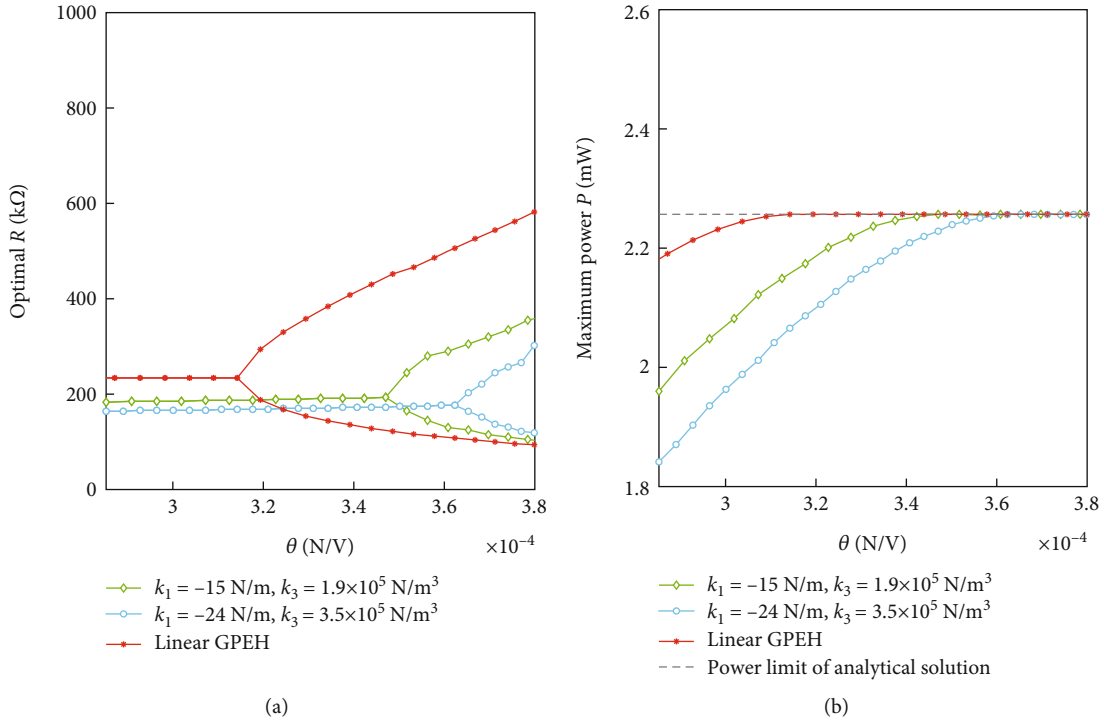 1000
800
600
400
200
0
Optimal R (kΩ)
3
3.2
3.4
3.6
3.8
θ (N/V)
×10–4
k1 = –15 N/m, k3 = 1.9×105 N/m3
k1 = –24 N/m, k3 = 3.5×105 N/m3
Linear GPEH
(a)
2.6
2.4
2.2
2
1.8
Maximum power P (mW)
3
3.2
3.4
3.6
3.8
θ (N/V)
×10–4
k1 = –15 N/m, k3 = 1.9×105 N/m3
k1 = –24 N/m, k3 = 3.5×105 N/m3
Linear GPEH
Power limit of analytical solution
(b)